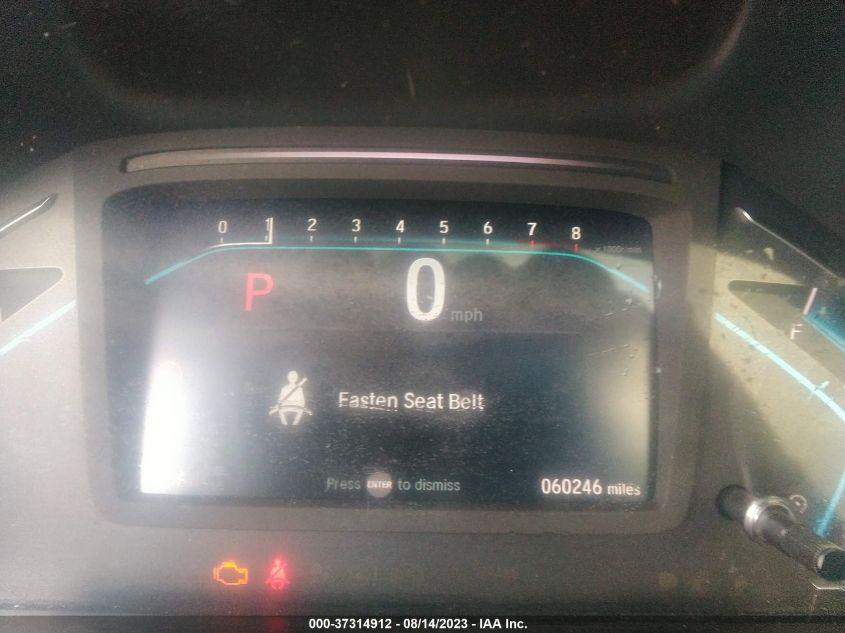 0 1 2 3 4 5 6 7 8
P 0 mph
F
Fasten Seat Belt
Press ENTER to dismiss
060246 miles
000-37314912 - 08/14/2023 - IAA Inc.